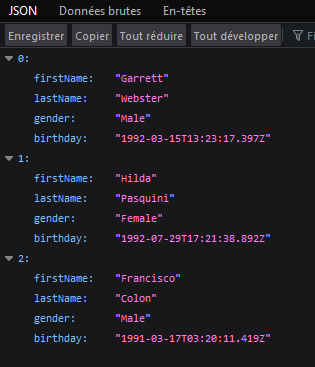 JSON Données brutes En-têtes
Enregistrer Copier Tout réduire Tout développer Fi
0:
firstName: "Garrett"
lastName: "Webster"
gender: "Male"
birthday: "1992-03-15T13:23:17.397Z"
1:
firstName: "Hilda"
lastName: "Pasquini"
gender: "Female"
birthday: "1992-07-29T17:21:38.892Z"
2:
firstName: "Francisco"
lastName: "Colon"
gender: "Male"
birthday: "1991-03-17T03:20:11.419Z"